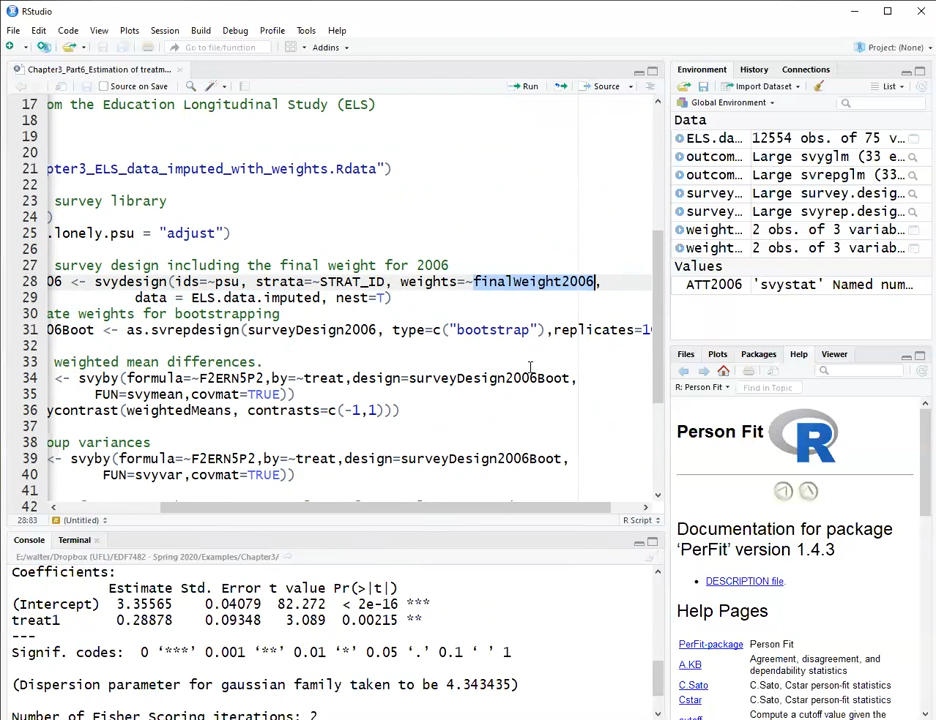 RStudio
File Edit Code View Plots Session Build Debug Profile Tools Help
Go to file/function Addins Project: (None)
Chapter3_Part6_Estimation of treatm...
Source on Save Run Source
17 om the Education Longitudinal Study (ELS)
18
19
20
21 pter3_ELS_data_imputed_with_weights.Rdata")
22
23 survey library
24 )
25 .lonely.psu = "adjust")
26
27 survey design including the final weight for 2006
28 06 <- svydesign(ids=~psu, strata=~STRAT_ID, weights=~finalWeight2006,
29 data = ELS.data.imputed, nest=T)
30 ate weights for bootstrapping
31 06Boot <- as.svrepdesign(surveyDesign2006, type=c("bootstrap"),replicates=1
32
33 weighted mean differences.
34 <- svyby(formula=~F2ERN5P2,by=~treat,design=surveyDesign2006Boot,
35 FUN=svymean,covmat=TRUE))
36 ycontrast(weightedMeans, contrasts=c(-1,1)))
37
38 oup variances
39 <- svyby(formula=~F2ERN5P2,by=~treat,design=surveyDesign2006Boot,
40 FUN=svyvar,covmat=TRUE))
41
42
28:83 (Untitled) R Script
Console Terminal
E:/walter/Dropbox (UFL)/EDF7482 - Spring 2020/Examples/Chapter3/
Coefficients:
Estimate Std. Error t value Pr(>|t|)
(Intercept) 3.35565 0.04079 82.272 < 2e-16 ***
treat1 0.28878 0.09348 3.089 0.00215 **
---
Signif. codes: 0 ‘***’ 0.001 ‘**’ 0.01 ‘*’ 0.05 ‘.’ 0.1 ‘ ’ 1
(Dispersion parameter for gaussian family taken to be 4.343435)
Number of Fisher Scoring iterations: 2
Environment History Connections
Import Dataset List
Global Environment
Data
ELS.da... 12554 obs. of 75 v...
outcom... Large svyglm (33 e...
outcom... Large svrepglm (33...
survey... Large survey.desig...
survey... Large svyrep.desig...
weight... 2 obs. of 3 variab...
weight... 2 obs. of 3 variab...
Values
ATT2006 'svystat' Named num...
Files Plots Packages Help Viewer
R: Person Fit Find in Topic
Person Fit
Documentation for package
‘PerFit’ version 1.4.3
DESCRIPTION file.
Help Pages
PerFit-package Person Fit
A.KB Agreement, disagreement, and
dependability statistics
C.Sato C.Sato, Cstar person-fit statistics
Cstar C.Sato, Cstar person-fit statistics
cutoff Compute a cutoff value given the